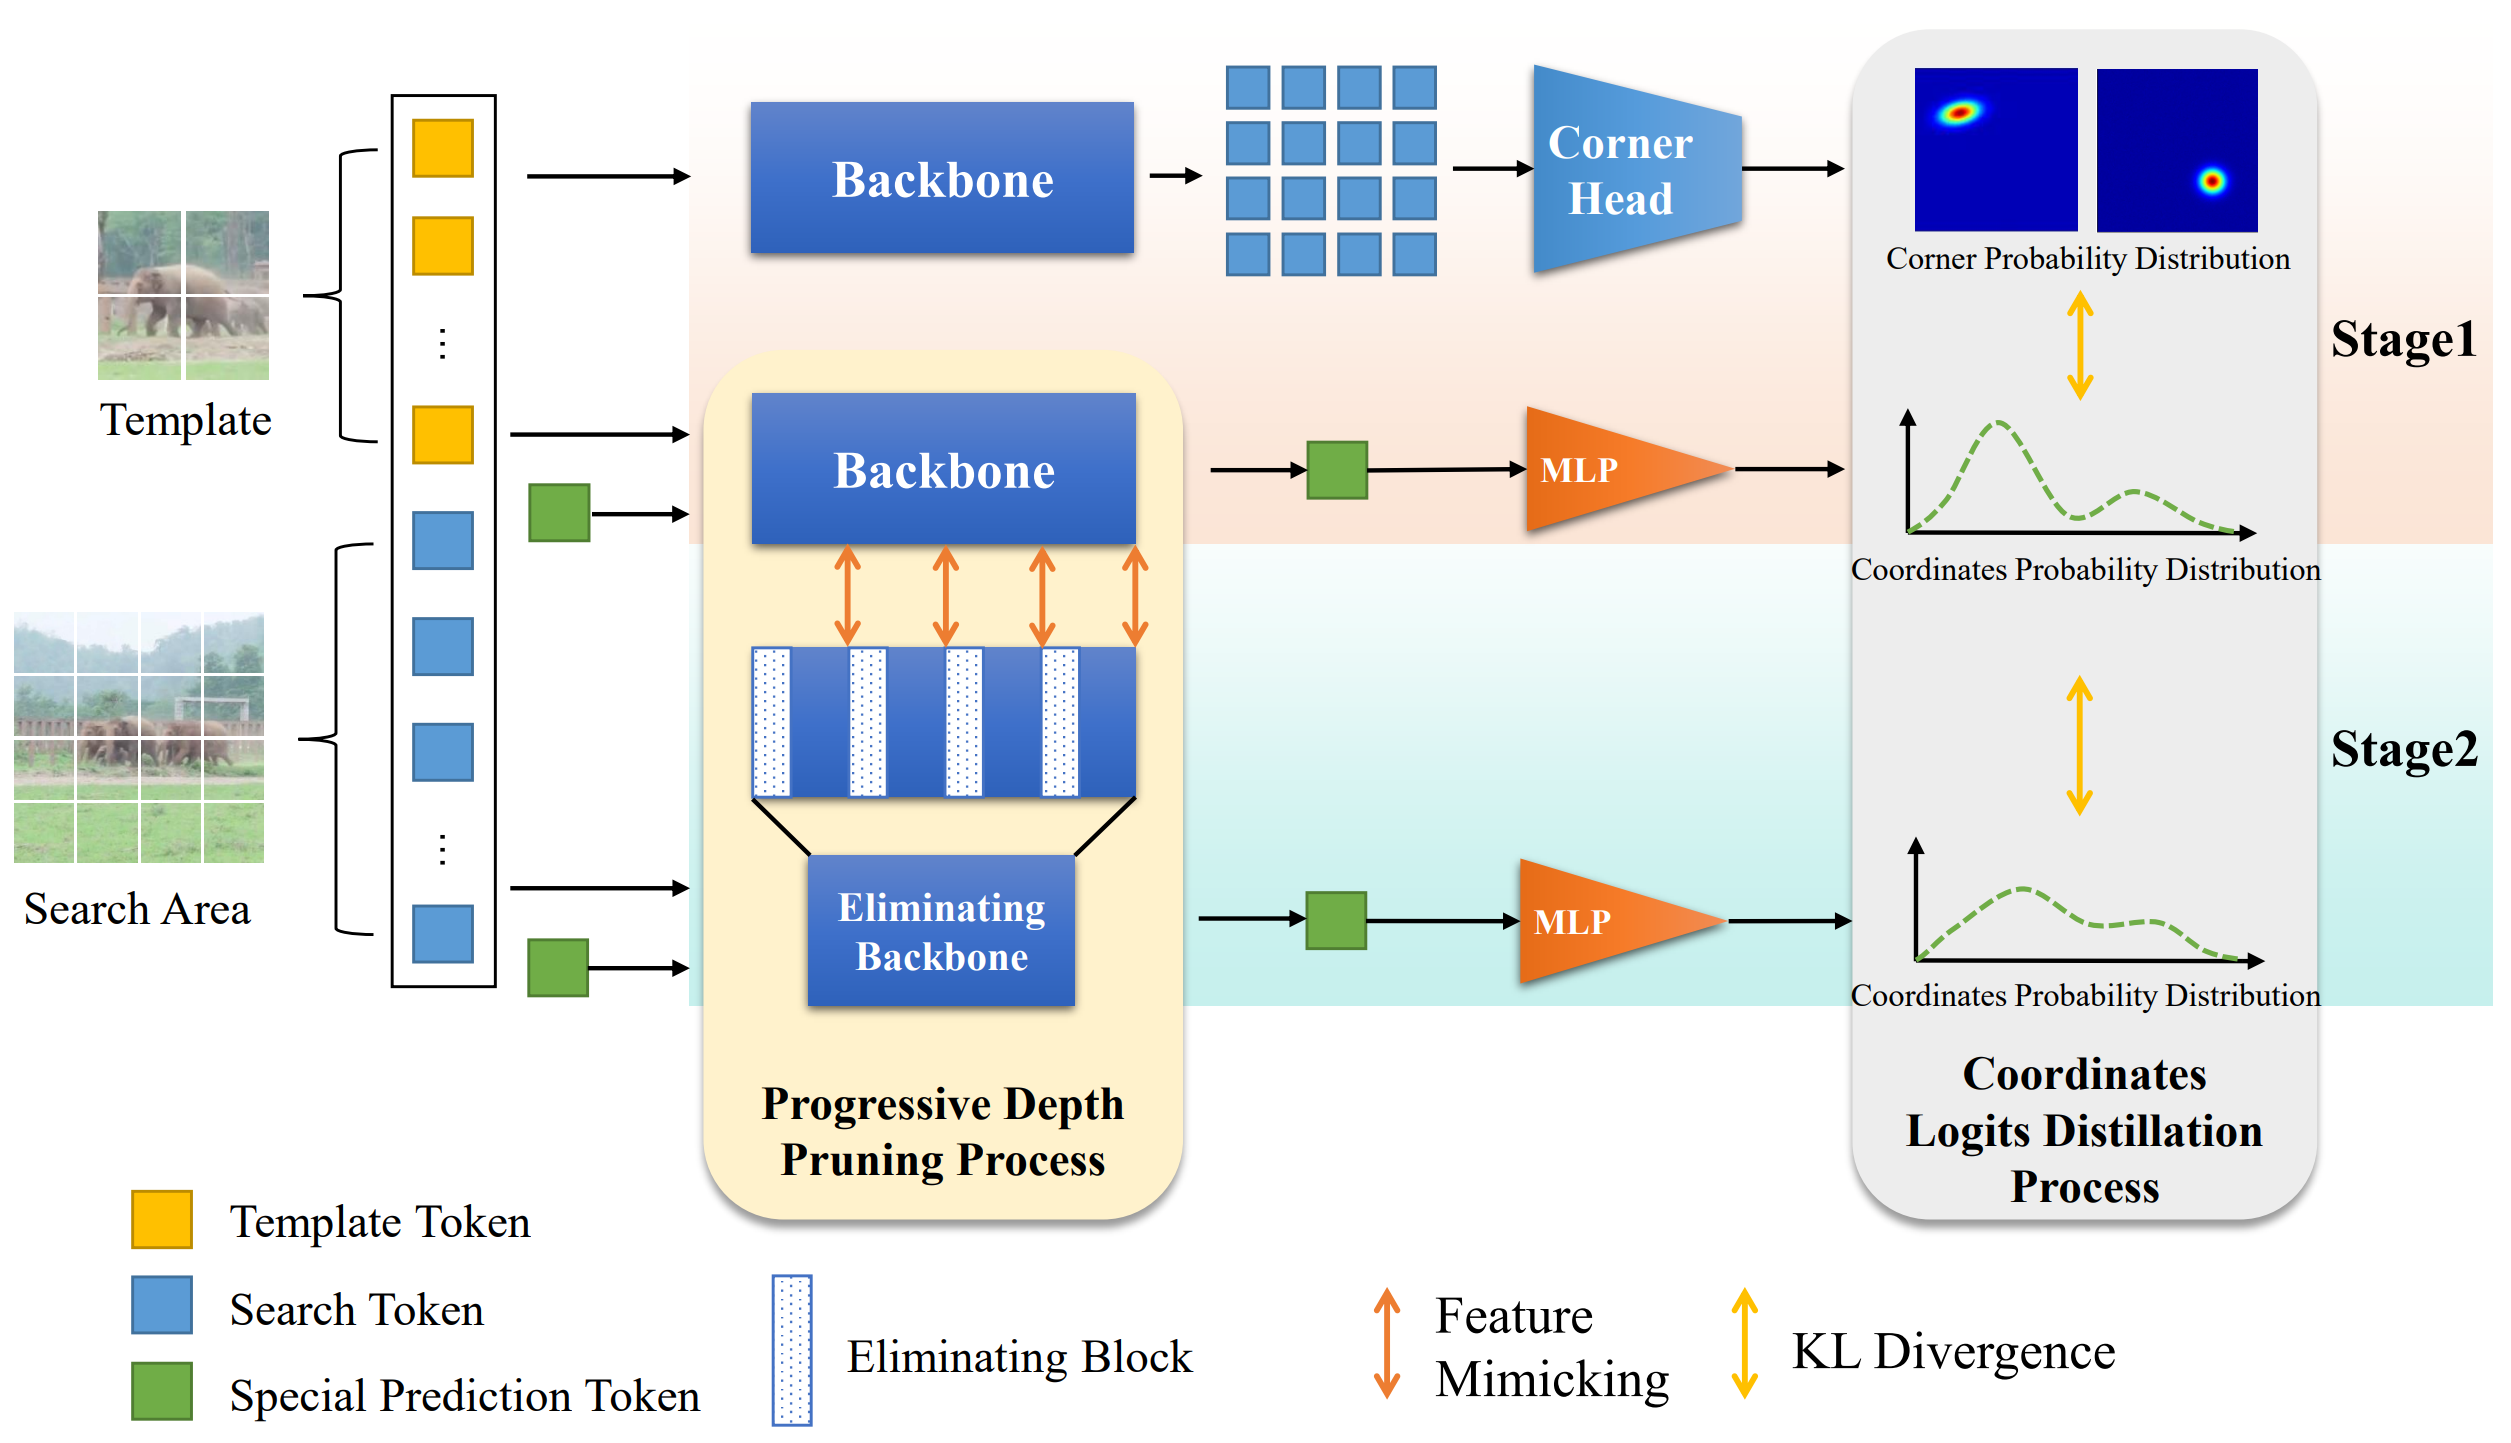 Template
Search Area
Backbone
Corner
Head
Corner Probability Distribution
Stage1
Backbone
MLP
Coordinates Probability Distribution
Stage2
Eliminating
Backbone
MLP
Coordinates Probability Distribution
Progressive Depth
Pruning Process
Coordinates
Logits Distillation
Process
Template Token
Search Token
Special Prediction Token
Eliminating Block
Feature
Mimicking
KL Divergence